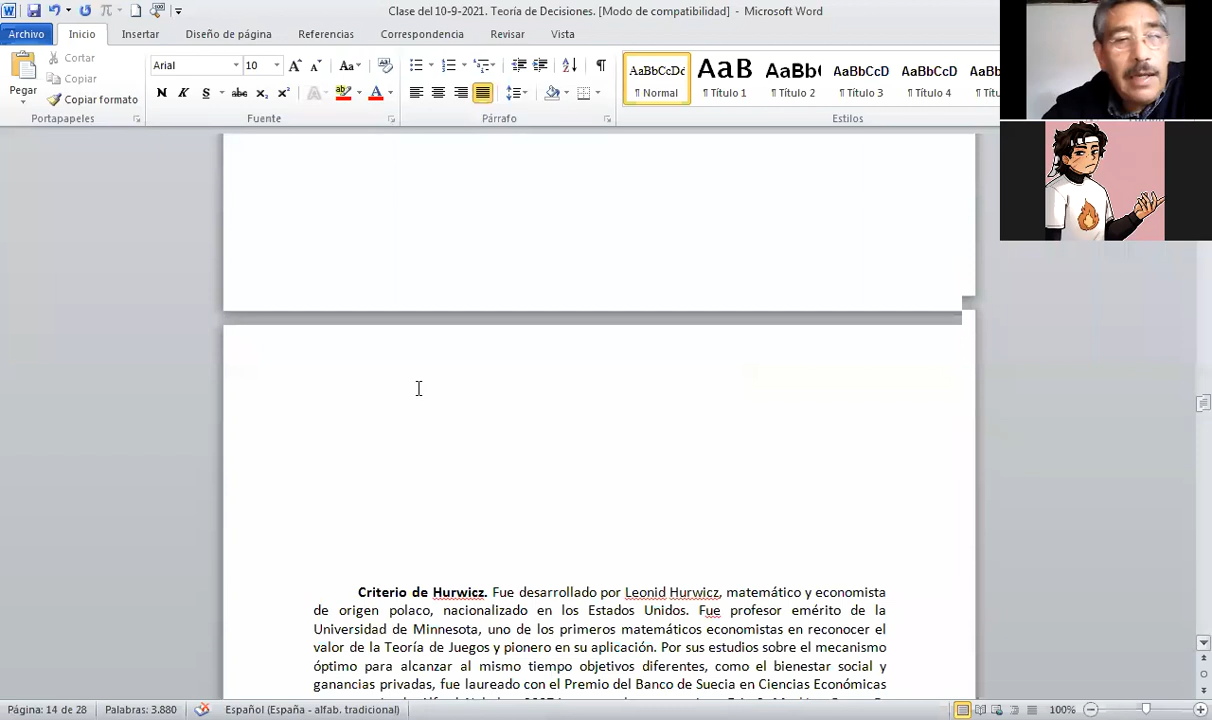 Clase del 10-9-2021. Teoría de Decisiones. [Modo de compatibilidad] - Microsoft Word
Archivo Inicio Insertar Diseño de página Referencias Correspondencia Revisar Vista
Pegar
Cortar
Copiar
Copiar formato
Portapapeles
Arial 10
N K S abc x₂ x²
Aa
A A
Fuente
Párrafo
AaBbCcDc AaB AaBb( AaBbCcD AaBbCcD AaBb
¶ Normal ¶ Título 1 ¶ Título 2 ¶ Título 3 ¶ Título 4
Estilos
Criterio de Hurwicz. Fue desarrollado por Leonid Hurwicz, matemático y economista
de origen polaco, nacionalizado en los Estados Unidos. Fue profesor emérito de la
Universidad de Minnesota, uno de los primeros matemáticos economistas en reconocer el
valor de la Teoría de Juegos y pionero en su aplicación. Por sus estudios sobre el mecanismo
óptimo para alcanzar al mismo tiempo objetivos diferentes, como el bienestar social y
ganancias privadas, fue laureado con el Premio del Banco de Suecia en Ciencias Económicas
Página: 14 de 28 Palabras: 3.880 Español (España - alfab. tradicional) 100%